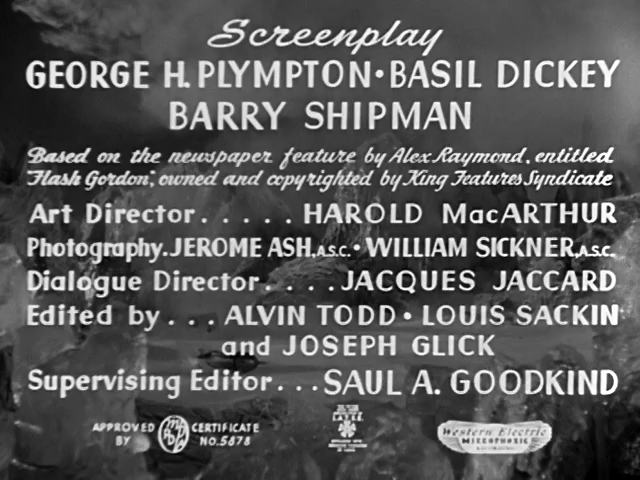 Screenplay
GEORGE H. PLYMPTON • BASIL DICKEY
BARRY SHIPMAN
Based on the newspaper feature by Alex Raymond, entitled
"Flash Gordon", owned and copyrighted by King Features Syndicate
Art Director . . . . . HAROLD MacARTHUR
Photography. JEROME ASH, A.S.C. • WILLIAM SICKNER, A.S.C.
Dialogue Director . . . . JACQUES JACCARD
Edited by . . . ALVIN TODD • LOUIS SACKIN
and JOSEPH GLICK
Supervising Editor . . . SAUL A. GOODKIND
APPROVED CERTIFICATE
BY NO. 5878
I.A.T.S.E.
Western Electric
MIRROPHONIC